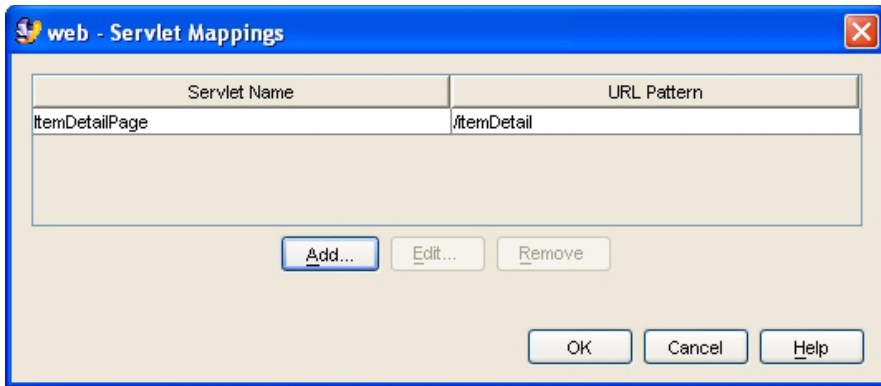 web - Servlet Mappings
Servlet Name URL Pattern
ItemDetailPage /itemDetail
Add... Edit... Remove
OK Cancel Help